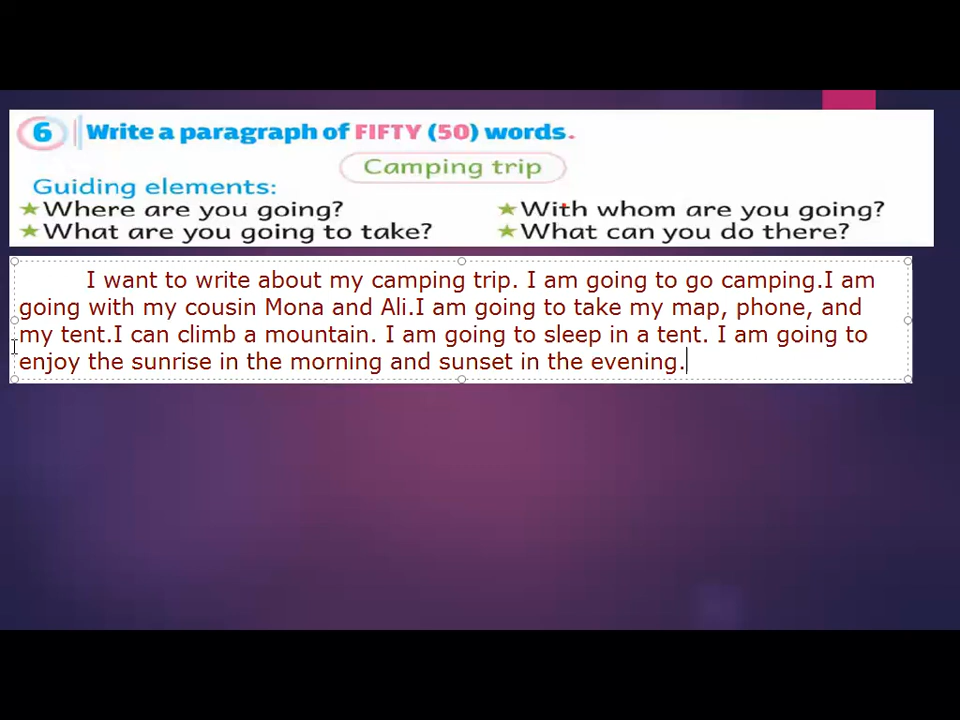 6 Write a paragraph of FIFTY (50) words.
Camping trip
Guiding elements:
★Where are you going? ★With whom are you going?
★What are you going to take? ★What can you do there?
I want to write about my camping trip. I am going to go camping.I am
going with my cousin Mona and Ali.I am going to take my map, phone, and
my tent.I can climb a mountain. I am going to sleep in a tent. I am going to
enjoy the sunrise in the morning and sunset in the evening.